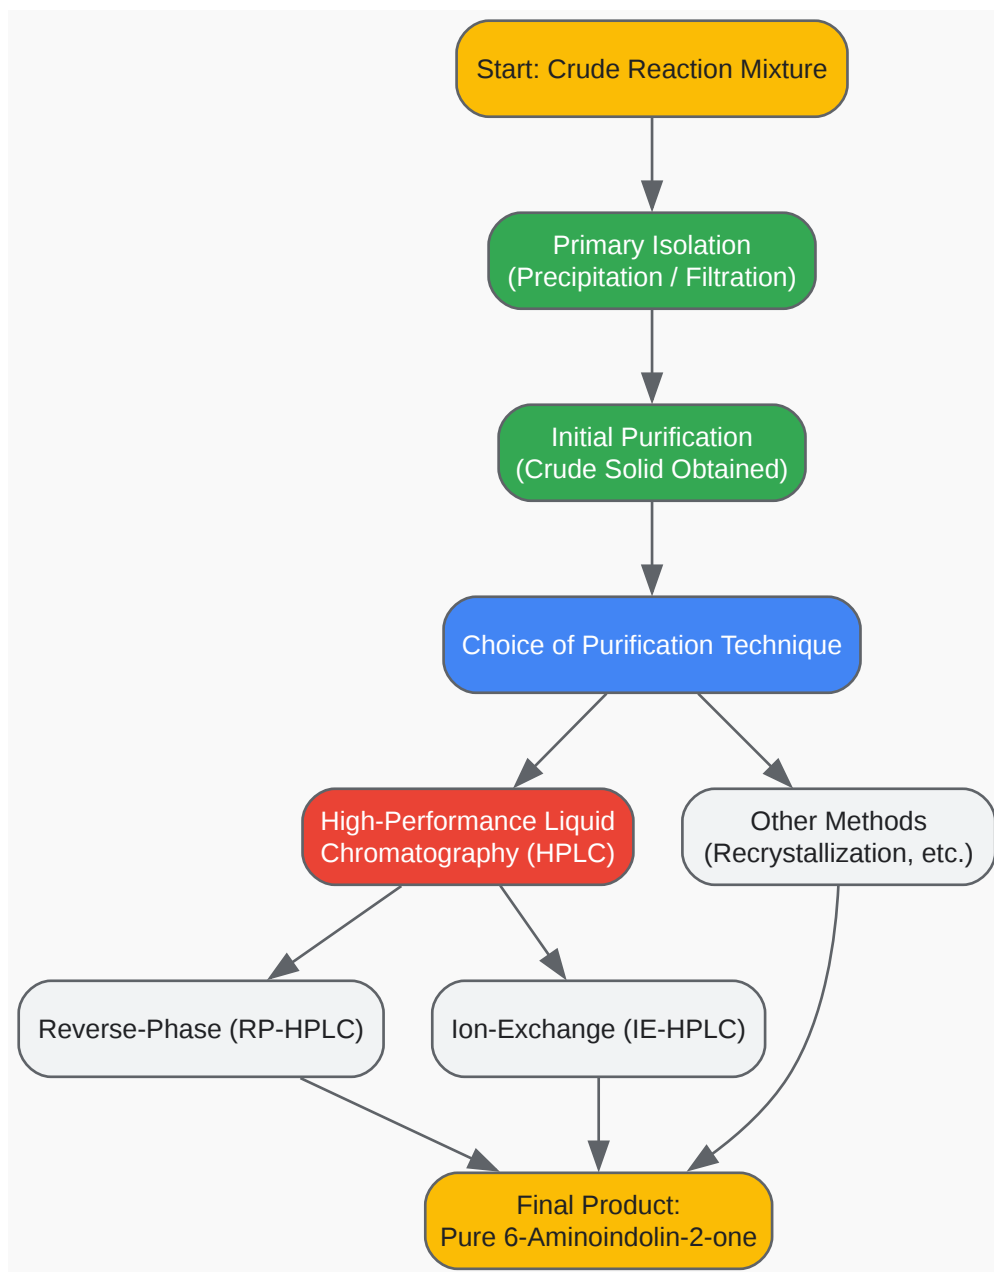 Start: Crude Reaction Mixture
Primary Isolation
(Precipitation / Filtration)
Initial Purification
(Crude Solid Obtained)
Choice of Purification Technique
High-Performance Liquid
Chromatography (HPLC)
Other Methods
(Recrystallization, etc.)
Reverse-Phase (RP-HPLC)
Ion-Exchange (IE-HPLC)
Final Product:
Pure 6-Aminoindolin-2-one